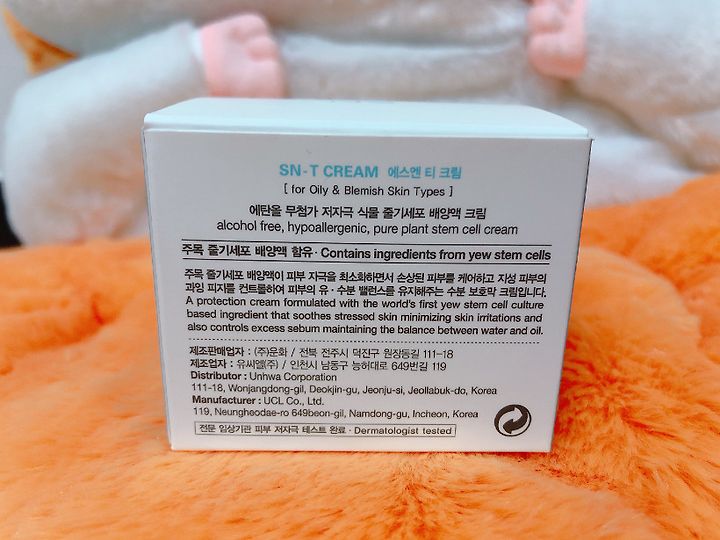 SN-T CREAM 에스엔 티 크림
[ for Oily & Blemish Skin Types ]
에탄올 무첨가 저자극 식물 줄기세포 배양액 크림
alcohol free, hypoallergenic, pure plant stem cell cream
주목 줄기세포 배양액 함유 · Contains ingredients from yew stem cells
주목 줄기세포 배양액이 피부 자극을 최소화하면서 손상된 피부를 케어하고 지성 피부의
과잉 피지를 컨트롤하여 피부의 유 · 수분 밸런스를 유지해주는 수분 보호막 크림입니다.
A protection cream formulated with the world's first yew stem cell culture
based ingredient that soothes stressed skin minimizing skin irritations and
also controls excess sebum maintaining the balance between water and oil.
제조판매업자 : (주)운화 / 전북 전주시 덕진구 원장동길 111-18
제조업자 : 유씨엘(주) / 인천시 남동구 능허대로 649번길 119
Distributor : Unhwa Corporation
111-18, Wonjangdong-gil, Deokjin-gu, Jeonju-si, Jeollabuk-do, Korea
Manufacturer : UCL Co., Ltd.
119, Neungheodae-ro 649beon-gil, Namdong-gu, Incheon, Korea
전문 임상기관 피부 저자극 테스트 완료 · Dermatologist tested